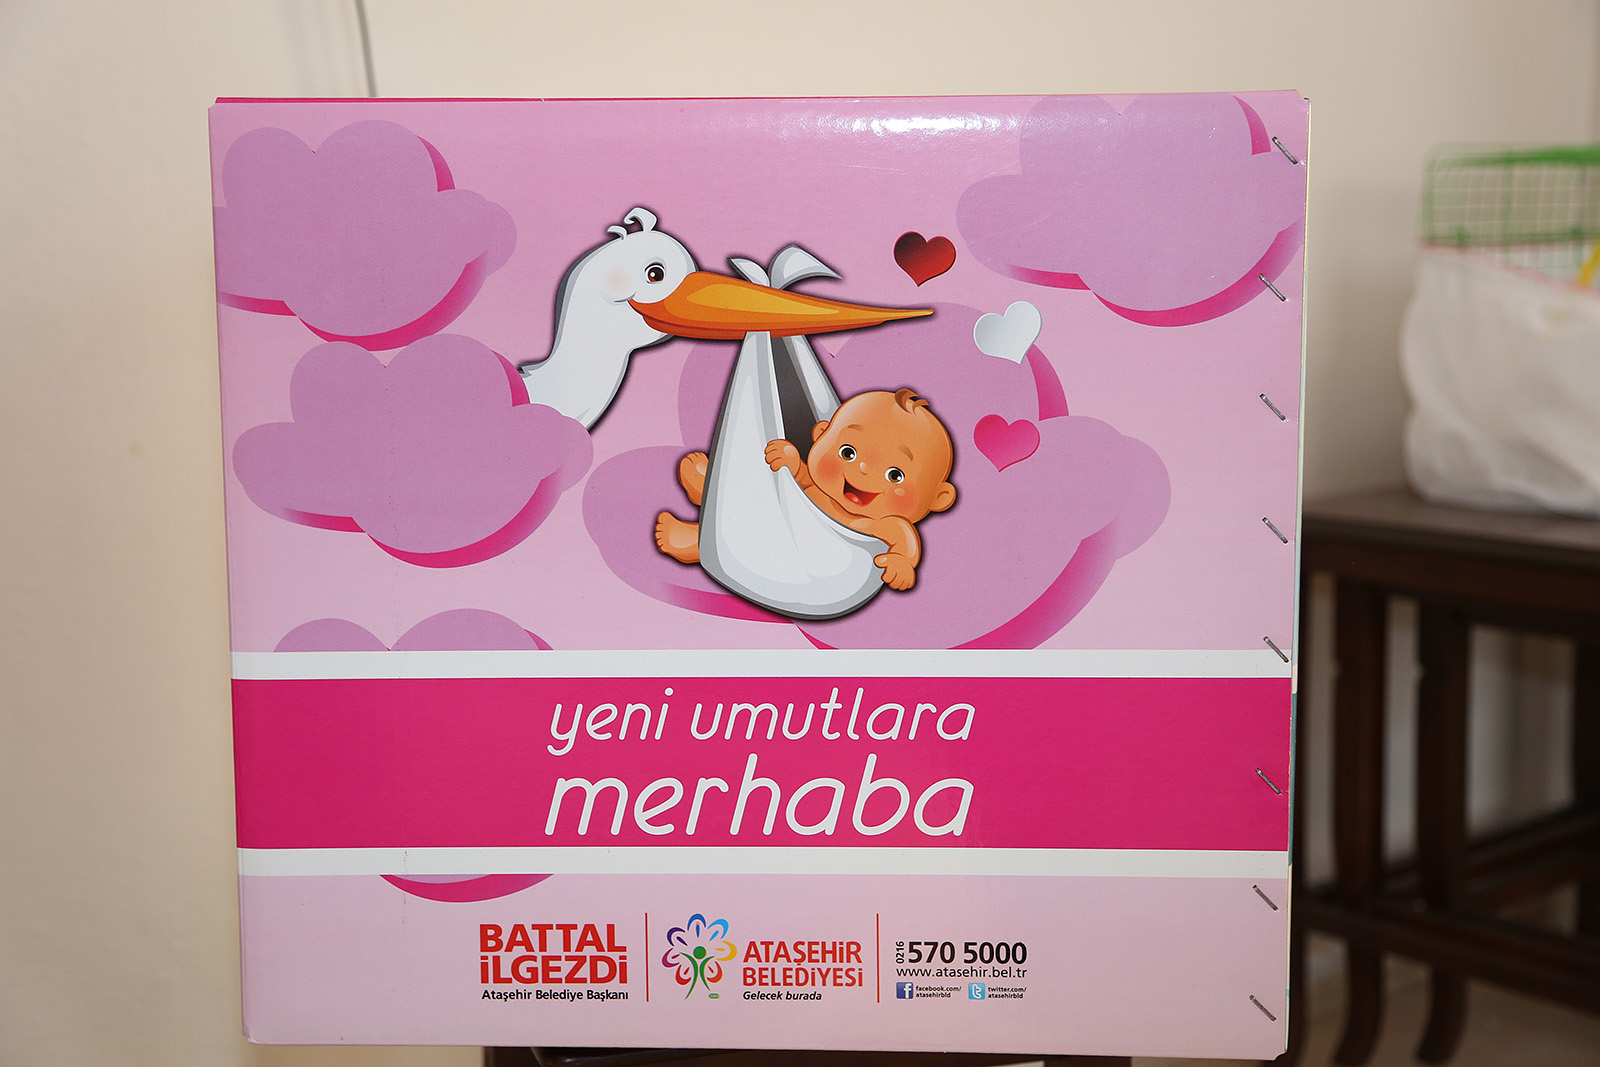 yeni umutlara
merhaba
BATTAL
İLGEZDİ
Ataşehir Belediye Başkanı
ATAŞEHİR
BELEDİYESİ
Gelecek burada
0216 570 5000
www.atasehir.bel.tr
facebook.com/
atasehirbld
twitter.com/
atasehirbld